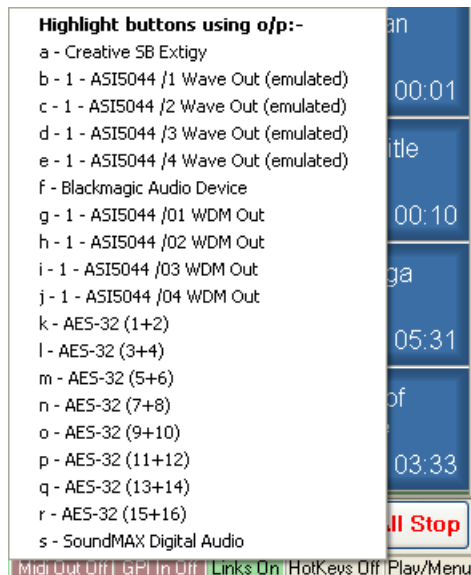 Highlight buttons using o/p:-
a - Creative SB Extigy
b - 1 - ASI5044 /1 Wave Out (emulated)
c - 1 - ASI5044 /2 Wave Out (emulated)
d - 1 - ASI5044 /3 Wave Out (emulated)
e - 1 - ASI5044 /4 Wave Out (emulated)
f - Blackmagic Audio Device
g - 1 - ASI5044 /01 WDM Out
h - 1 - ASI5044 /02 WDM Out
i - 1 - ASI5044 /03 WDM Out
j - 1 - ASI5044 /04 WDM Out
k - AES-32 (1+2)
l - AES-32 (3+4)
m - AES-32 (5+6)
n - AES-32 (7+8)
o - AES-32 (9+10)
p - AES-32 (11+12)
q - AES-32 (13+14)
r - AES-32 (15+16)
s - SoundMAX Digital Audio
an
00:01
itle
00:10
ga
05:31
of
03:33
All Stop
Midi Out Off GPI In Off Links On HotKeys Off Play/Menu